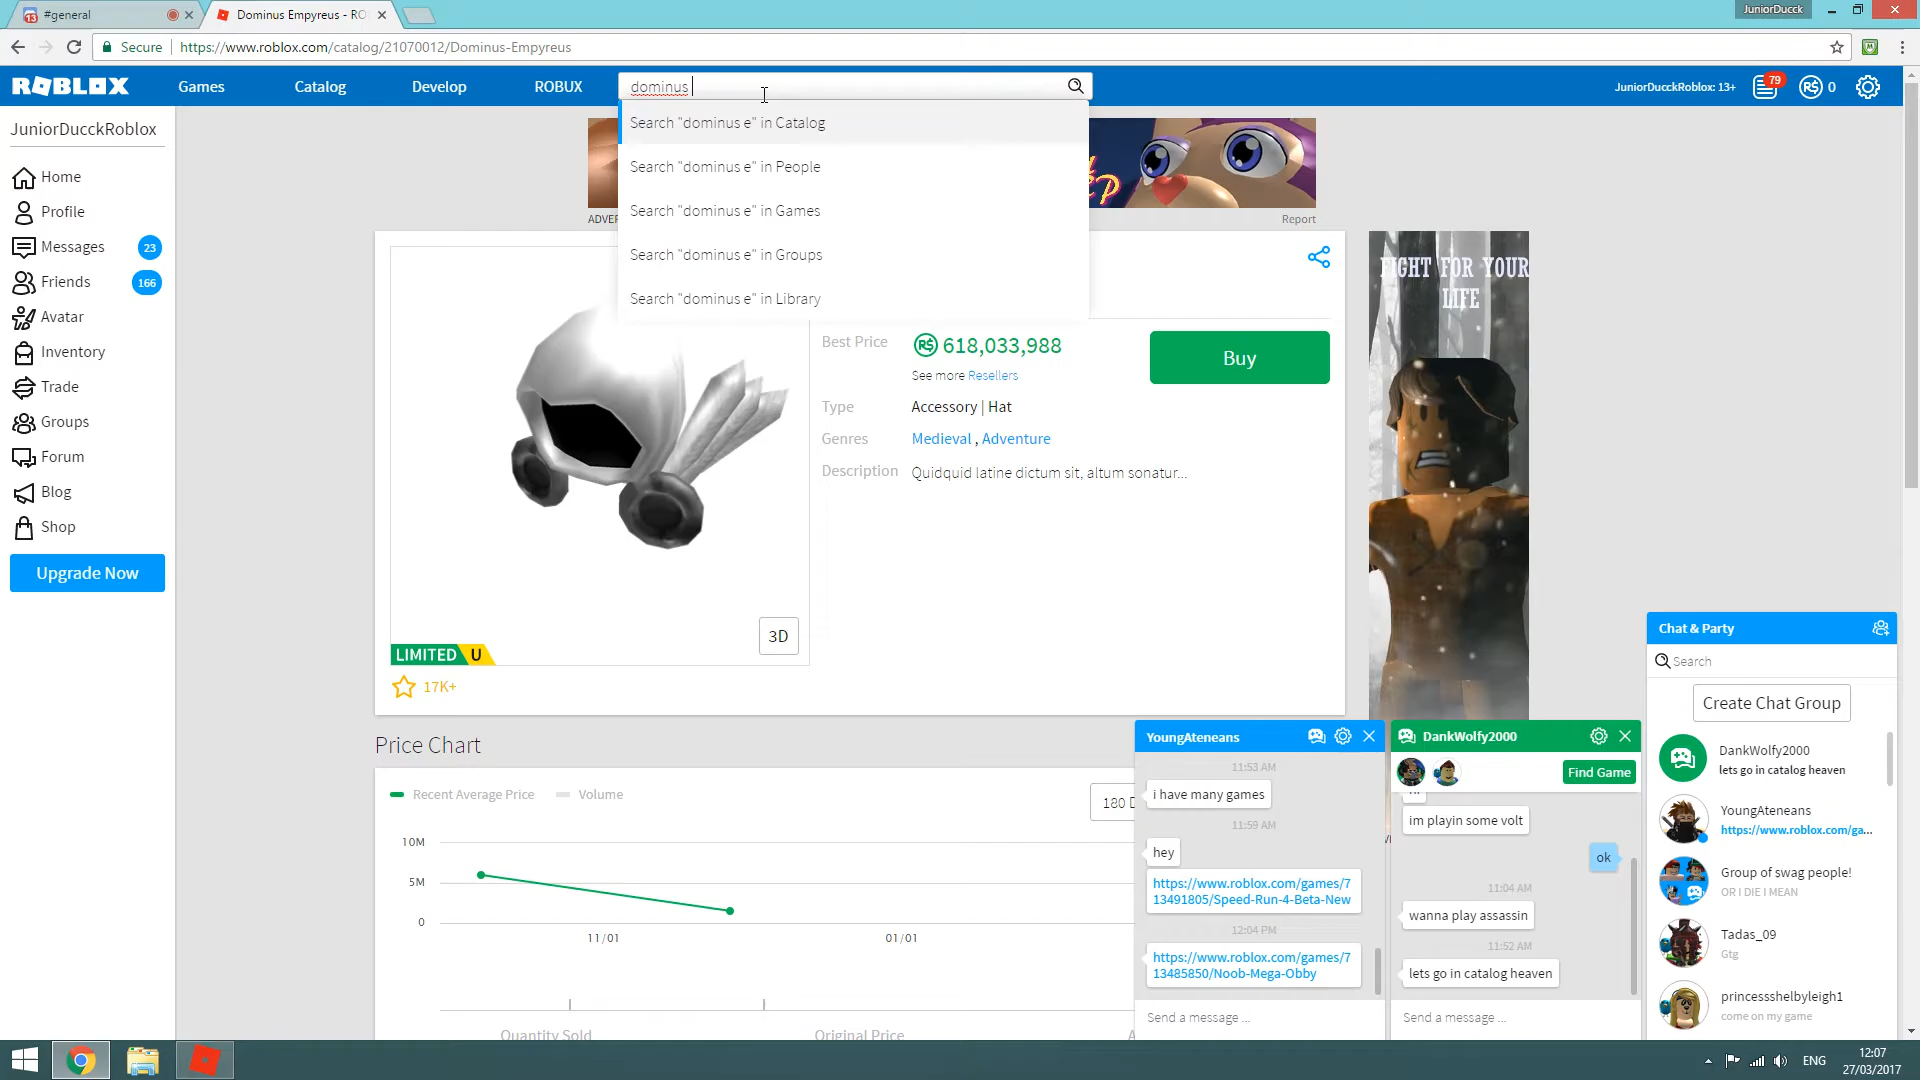 #general
Dominus Empyreus - RO
JuniorDucck
Secure
https://www.roblox.com/catalog/21070012/Dominus-Empyreus
ROBLOX
Games
Catalog
Develop
ROBUX
dominus
JuniorDucckRoblox: 13+
79
R$ 0
Search "dominus e" in Catalog
Search "dominus e" in People
Search "dominus e" in Games
Search "dominus e" in Groups
Search "dominus e" in Library
JuniorDucckRoblox
Home
Profile
Messages 23
Friends 166
Avatar
Inventory
Trade
Groups
Forum
Blog
Shop
Upgrade Now
ADVER
Report
Best Price
R$ 618,033,988
Buy
See more Resellers
Type
Accessory | Hat
Genres
Medieval , Adventure
Description
Quidquid latine dictum sit, altum sonatur...
3D
LIMITED U
17K+
FIGHT FOR YOUR
LIFE
Price Chart
Recent Average Price
Volume
180 D
10M
5M
0
11/01
01/01
Quantity Sold
Original Price
A
YoungAteneans
11:53 AM
i have many games
11:59 AM
hey
https://www.roblox.com/games/7
13491805/Speed-Run-4-Beta-New
12:04 PM
https://www.roblox.com/games/7
13485850/Noob-Mega-Obby
Send a message ...
DankWolfy2000
Find Game
im playin some volt
ok
11:04 AM
wanna play assassin
11:52 AM
lets go in catalog heaven
Send a message ...
Chat & Party
Search
Create Chat Group
DankWolfy2000
lets go in catalog heaven
YoungAteneans
https://www.roblox.com/ga...
Group of swag people!
OR I DIE I MEAN
Tadas_09
Gtg
princessshelbyleigh1
come on my game
ENG
12:07
27/03/2017